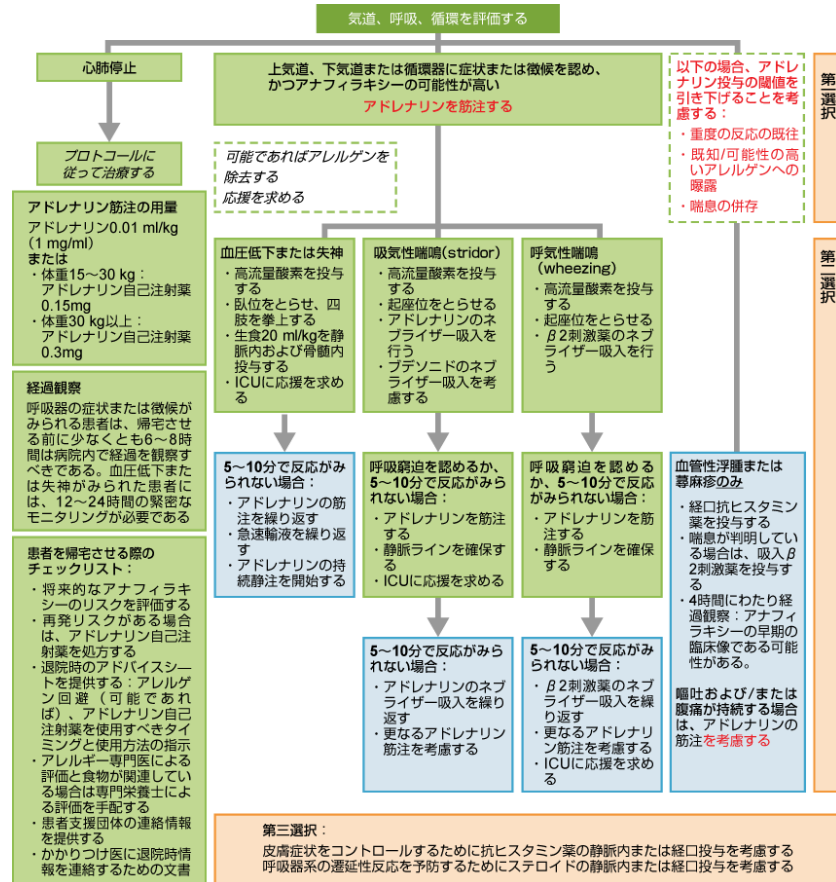 気道、呼吸、循環を評価する
心肺停止
プロトコールに
従って治療する
アドレナリン筋注の用量
アドレナリン0.01 ml/kg
(1 mg/ml)
または
・体重15～30 kg：
アドレナリン自己注射薬
0.15mg
・体重30 kg以上：
アドレナリン自己注射薬
0.3mg
経過観察
呼吸器の症状または徴候が
みられる患者は、帰宅させ
る前に少なくとも6～8時
間は病院内で経過を観察す
べきである。血圧低下また
は失神がみられた患者に
は、12～24時間の緊密な
モニタリングが必要である
患者を帰宅させる際の
チェックリスト：
・将来的なアナフィラキ
シーのリスクを評価する
・再発リスクがある場合
は、アドレナリン自己注
射薬を処方する
・退院時のアドバイスシー
トを提供する：アレルゲ
ン回避（可能であれ
ば）、アドレナリン自己
注射薬を使用すべきタイ
ミングと使用方法の指示
・アレルギー専門医による
評価と食物が関連してい
る場合は専門栄養士によ
る評価を手配する
・患者支援団体の連絡情報
を提供する
・かかりつけ医に退院時情
報を連絡するための文書
上気道、下気道または循環器に症状または徴候を認め、
かつアナフィラキシーの可能性が高い
アドレナリンを筋注する
可能であればアレルゲンを
除去する
応援を求める
血圧低下または失神
・高流量酸素を投与
する
・臥位をとらせ、四
肢を挙上する
・生食20 ml/kgを静
脈内および骨髄内
投与する
・ICUに応援を求め
る
5～10分で反応がみ
られない場合：
・アドレナリンの筋
注を繰り返す
・急速輸液を繰り返
す
・アドレナリンの持
続静注を開始する
吸気性喘鳴(stridor)
・高流量酸素を投与
する
・起座位をとらせる
・アドレナリンのネ
ブライザー吸入を
行う
・ブデソニドのネブ
ライザー吸入を考
慮する
呼吸窮迫を認めるか、
5～10分で反応がみら
れない場合：
・アドレナリンを筋注
する
・静脈ラインを確保す
る
・ICUに応援を求める
5～10分で反応がみら
れない場合：
・アドレナリンのネブ
ライザー吸入を繰り
返す
・更なるアドレナリン
筋注を考慮する
呼気性喘鳴
(wheezing)
・高流量酸素を投与
する
・起座位をとらせる
・β2刺激薬のネブラ
イザー吸入を行
う
呼吸窮迫を認めるか、5～10分で反応
がみられない場合：
・アドレナリンを筋
注する
・静脈ラインを確保
する
5～10分で反応がみ
られない場合：
・β2刺激薬のネブラ
イザー吸入を繰り
返す
・更なるアドレナリ
ン筋注を考慮する
・ICUに応援を求め
る
以下の場合、アドレ
ナリン投与の閾値を
引き下げることを考
慮する：
・重度の反応の既往
・既知/可能性の高
いアレルゲンへの
曝露
・喘息の併存
血管性浮腫または
蕁麻疹のみ
・経口抗ヒスタミン
薬を投与する
・喘息が判明してい
る場合は、吸入β
2刺激薬を投与す
る
・4時間にわたり経
過観察：アナフィ
ラキシーの早期の
臨床像である可能
性がある。
嘔吐および/または
腹痛が持続する場合
は、アドレナリンの
筋注を考慮する
第一選択
第二選択
第三選択：
皮膚症状をコントロールするために抗ヒスタミン薬の静脈内または経口投与を考慮する
呼吸器系の遅延性反応を予防するためにステロイドの静脈内または経口投与を考慮する